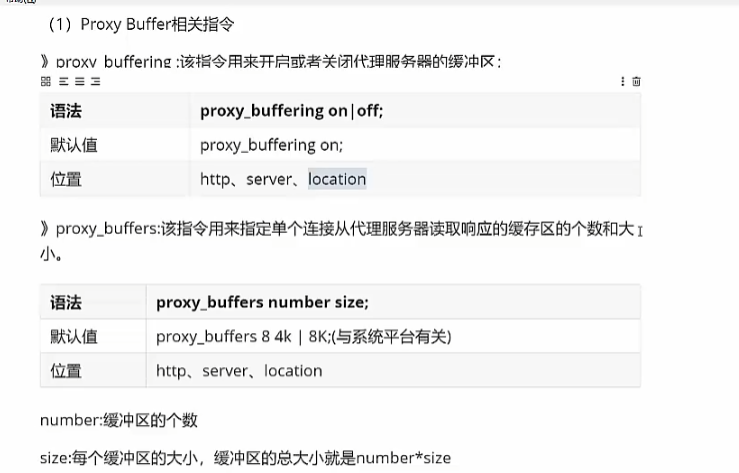 （1）Proxy Buffer相关指令
》proxy_buffering :该指令用来开启或者关闭代理服务器的缓冲区；
语法 proxy_buffering on|off;
默认值 proxy_buffering on;
位置 http、server、location
》proxy_buffers:该指令用来指定单个连接从代理服务器读取响应的缓存区的个数和大
小。
语法 proxy_buffers number size;
默认值 proxy_buffers 8 4k | 8K;(与系统平台有关)
位置 http、server、location
number:缓冲区的个数
size:每个缓冲区的大小，缓冲区的总大小就是number*size